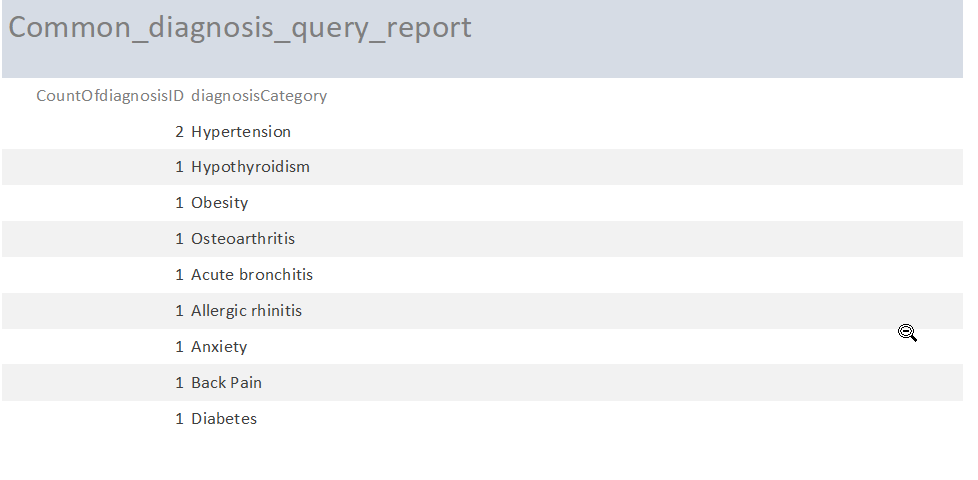 Common_diagnosis_query_report
CountOfdiagnosisID diagnosisCategory
2 Hypertension
1 Hypothyroidism
1 Obesity
1 Osteoarthritis
1 Acute bronchitis
1 Allergic rhinitis
1 Anxiety
1 Back Pain
1 Diabetes